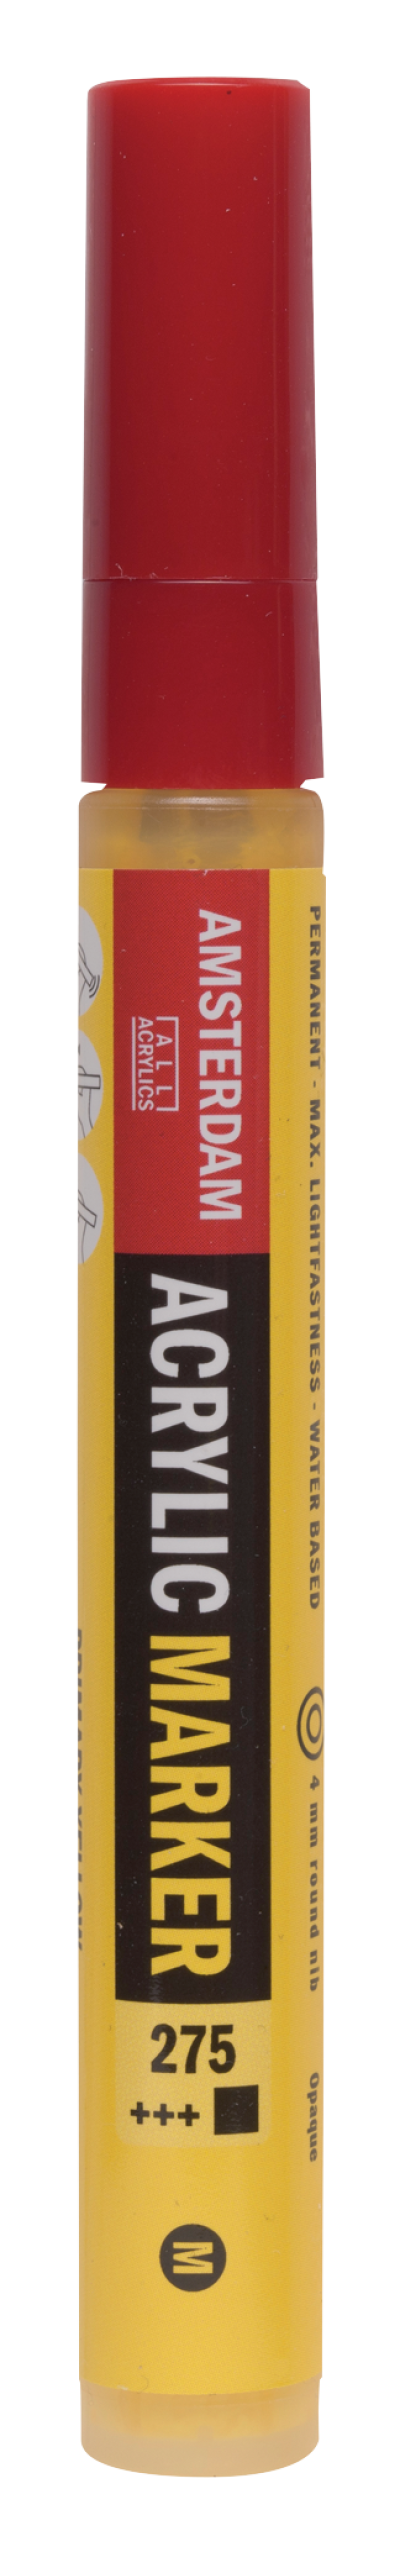 AMSTERDAM
ALL
ACRYLICS
ACRYLIC MARKER
275
+++
M
PERMANENT - MAX. LIGHTFASTNESS - WATER BASED
4 mm round nib
Opaque